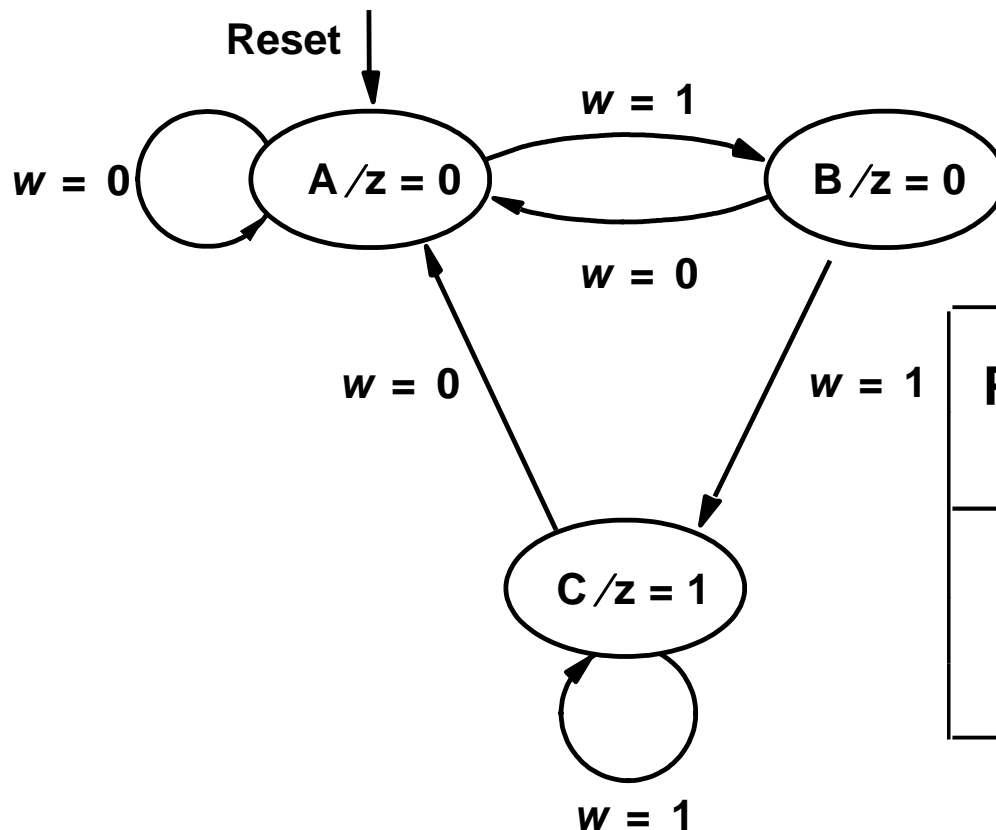 Reset
w = 1
w = 0
A/z = 0
B/z = 0
w = 0
w = 0
w = 1
C/z = 1
w = 1